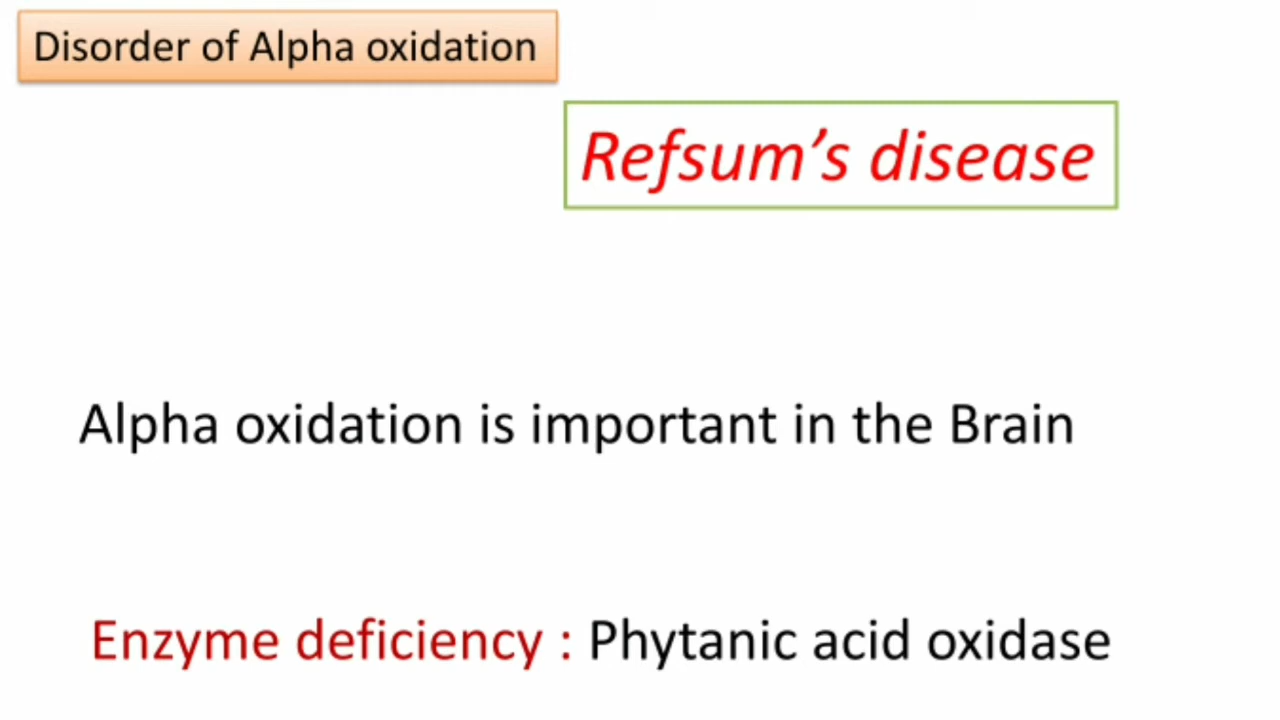 Disorder of Alpha oxidation
Refsum’s disease
Alpha oxidation is important in the Brain
Enzyme deficiency : Phytanic acid oxidase